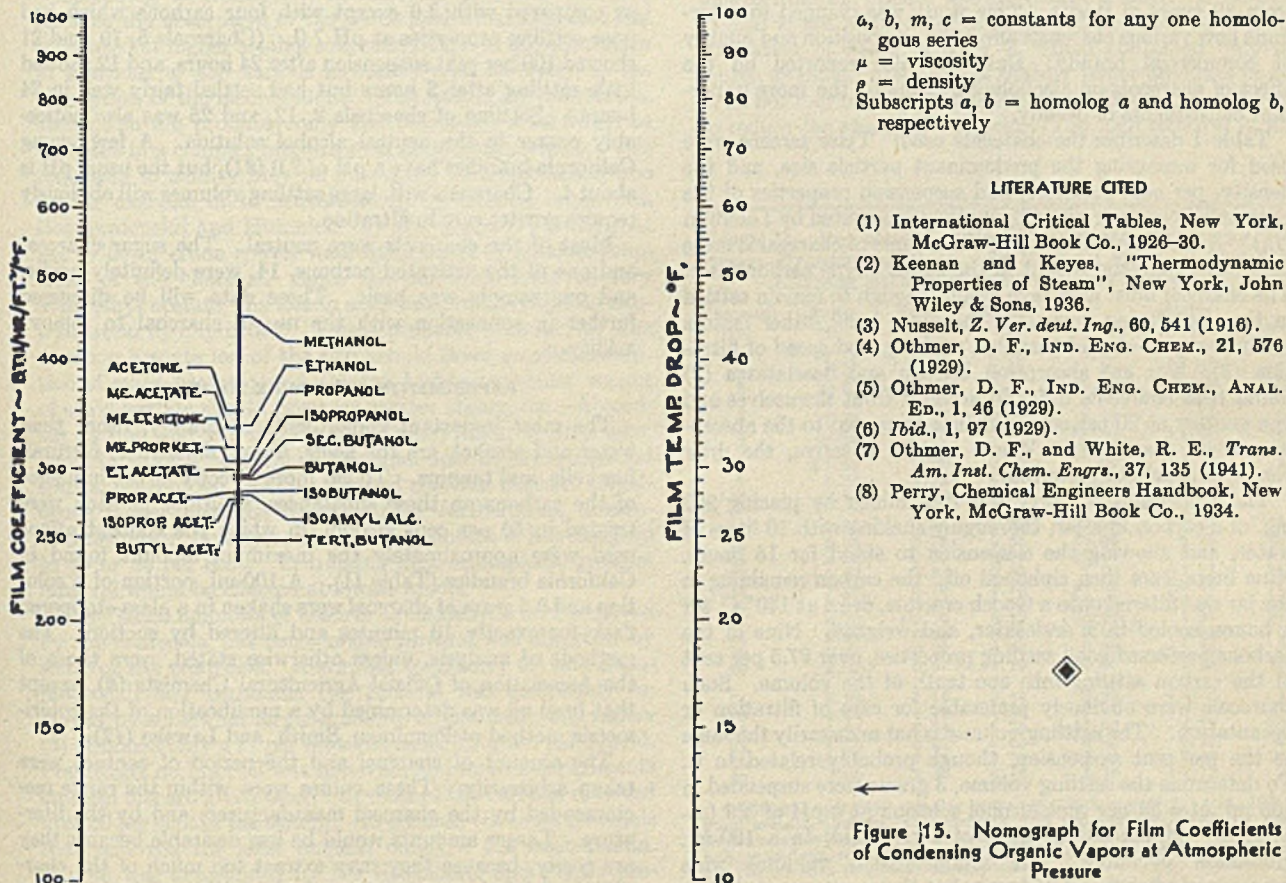 FILM COEFFICIENT ~ BTU/HR/FT.²/°F.
1000
900
800
700
600
500
400
300
250
200
150
100
METHANOL
ETHANOL
PROPANOL
ISOPROPANOL
SEC. BUTANOL
BUTANOL
ISOBUTANOL
ISOAMYL ALC.
TERT. BUTANOL
ACETONE
ME. ACETATE
ME. ET. KETONE
ME. PROP. KET.
ET. ACETATE
PROP. ACET.
ISOPROP. ACET.
BUTYL ACET.
FILM TEMP. DROP ~ °F.
100
90
80
70
60
50
40
30
25
20
15
10
a, b, m, c = constants for any one homolo-
gous series
μ = viscosity
ρ = density
Subscripts a, b = homolog a and homolog b,
respectively
LITERATURE CITED
(1) International Critical Tables, New York,
McGraw-Hill Book Co., 1926–30.
(2) Keenan and Keyes, "Thermodynamic
Properties of Steam", New York, John
Wiley & Sons, 1936.
(3) Nusselt, Z. Ver. deut. Ing., 60, 541 (1916).
(4) Othmer, D. F., IND. ENG. CHEM., 21, 576
(1929).
(5) Othmer, D. F., IND. ENG. CHEM., ANAL.
ED., 1, 46 (1929).
(6) Ibid., 1, 97 (1929).
(7) Othmer, D. F., and White, R. E., Trans.
Am. Inst. Chem. Engrs., 37, 135 (1941).
(8) Perry, Chemical Engineers Handbook, New
York, McGraw-Hill Book Co., 1934.
Figure 15. Nomograph for Film Coefficients
of Condensing Organic Vapors at Atmospheric
Pressure